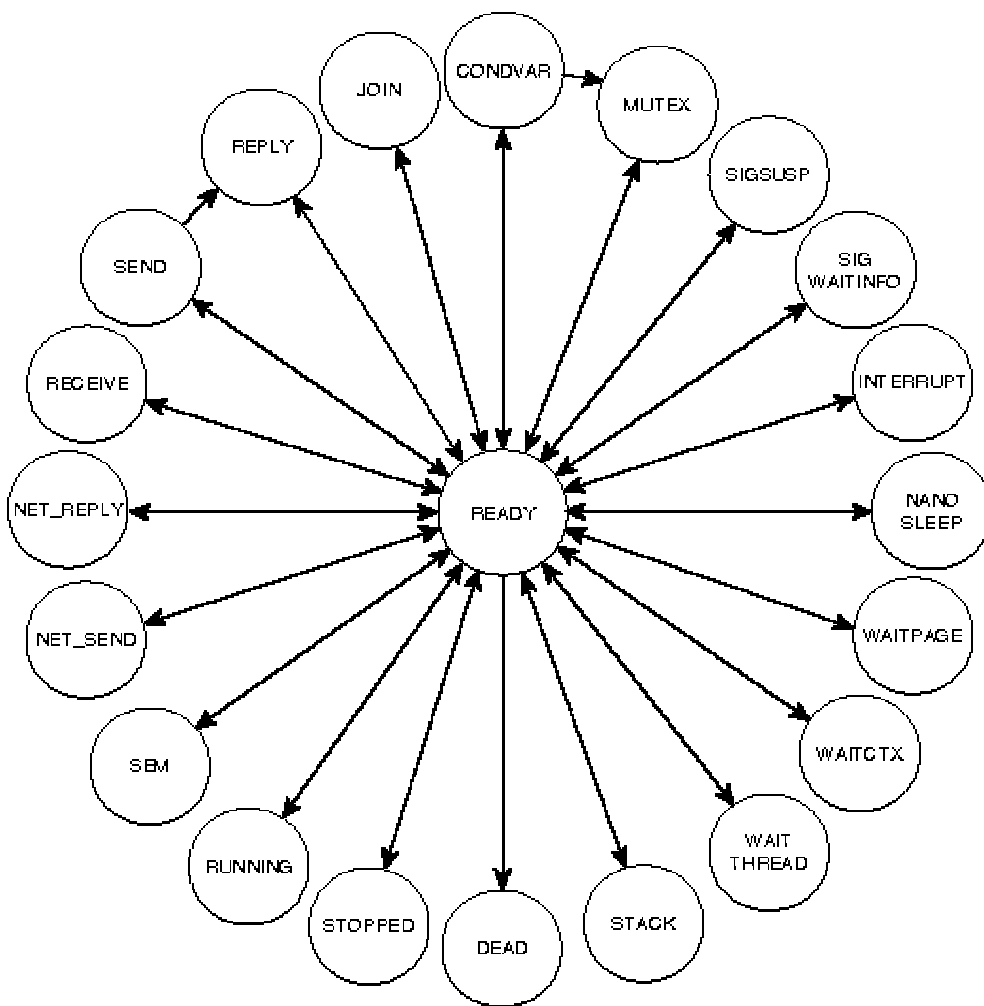 CONDVAR
JOIN
MUTEX
REPLY
SIGSUSP
SEND
SIG
WAITINFO
RECEIVE
INTERRUPT
NET_REPLY
READY
NANO
SLEEP
NET_SEND
WAITPAGE
SEM
WAITCTX
RUNNING
WAIT
THREAD
STOPPED
DEAD
STACK